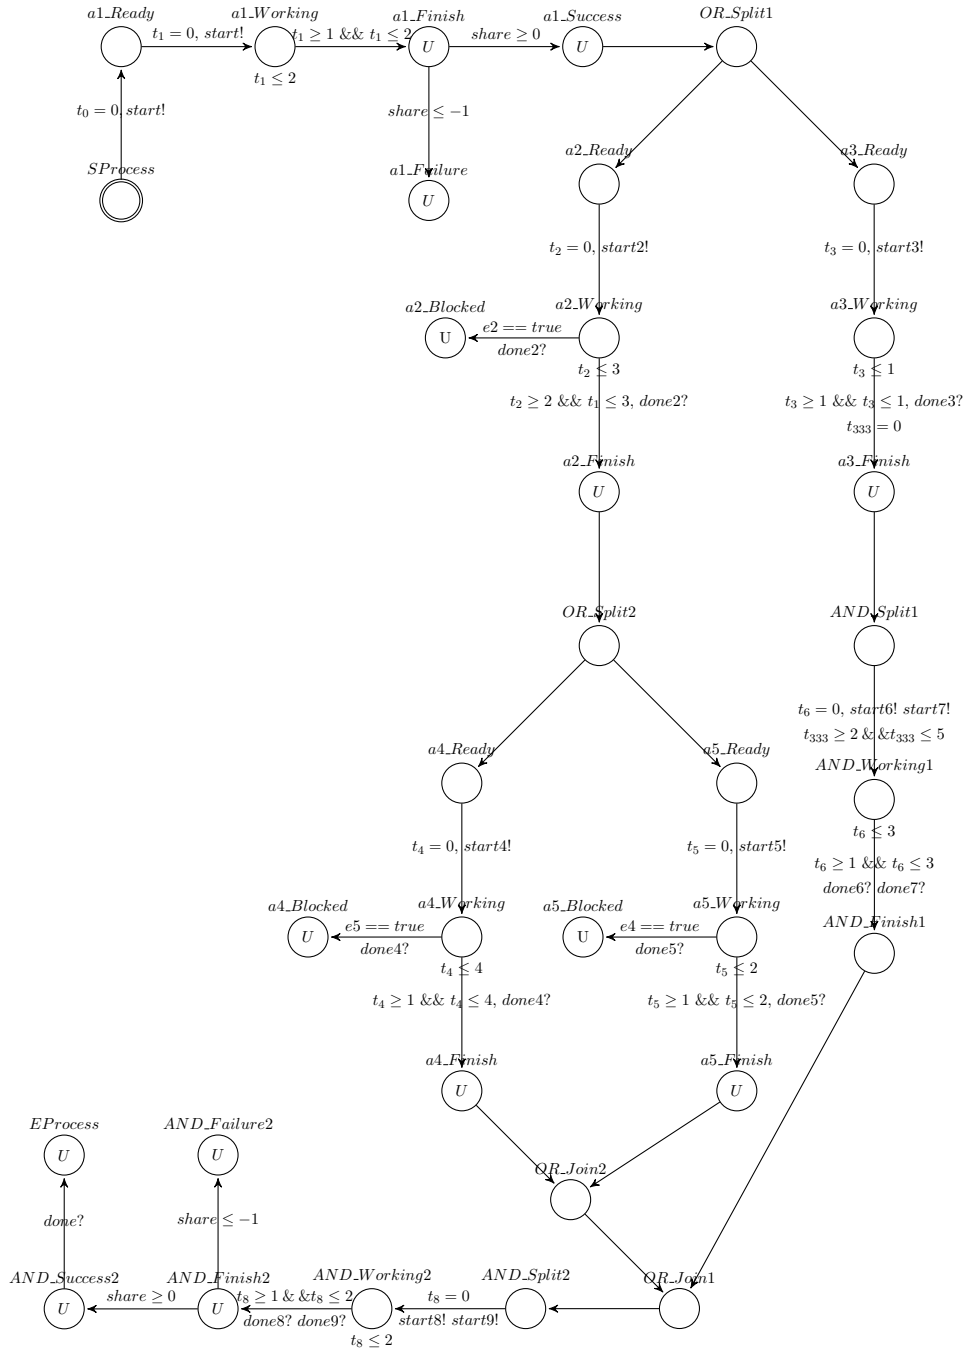 a1_Ready
a1_Working
a1_Finish
a1_Success
OR_Split1
t₁ = 0, start!
t₁ ≥ 1 && t₁ ≤ 2
share ≥ 0
U
U
t₁ ≤ 2
t₀ = 0, start!
share ≤ −1
SProcess
a1_Failure
U
a2_Ready
a3_Ready
t₂ = 0, start2!
t₃ = 0, start3!
a2_Blocked
a2_Working
a3_Working
U
e2 == true
done2?
t₂ ≤ 3
t₃ ≤ 1
t₂ ≥ 2 && t₁ ≤ 3, done2?
t₃ ≥ 1 && t₃ ≤ 1, done3?
t₃₃₃ = 0
a2_Finish
a3_Finish
U
U
OR_Split2
AND_Split1
t₆ = 0, start6! start7!
t₃₃₃ ≥ 2 & &t₃₃₃ ≤ 5
a4_Ready
a5_Ready
AND_Working1
t₆ ≤ 3
t₄ = 0, start4!
t₅ = 0, start5!
t₆ ≥ 1 && t₆ ≤ 3
done6? done7?
a4_Blocked
a4_Working
a5_Blocked
a5_Working
AND_Finish1
U
e5 == true
done4?
U
e4 == true
done5?
t₄ ≤ 4
t₅ ≤ 2
t₄ ≥ 1 && t₄ ≤ 4, done4?
t₅ ≥ 1 && t₅ ≤ 2, done5?
a4_Finish
a5_Finish
U
U
EProcess
AND_Failure2
U
U
OR_Join2
done?
share ≤ −1
AND_Success2
AND_Finish2
AND_Working2
AND_Split2
OR_Join1
U
share ≥ 0
U
t₈ ≥ 1 & &t₈ ≤ 2
done8? done9?
t₈ = 0
start8! start9!
t₈ ≤ 2